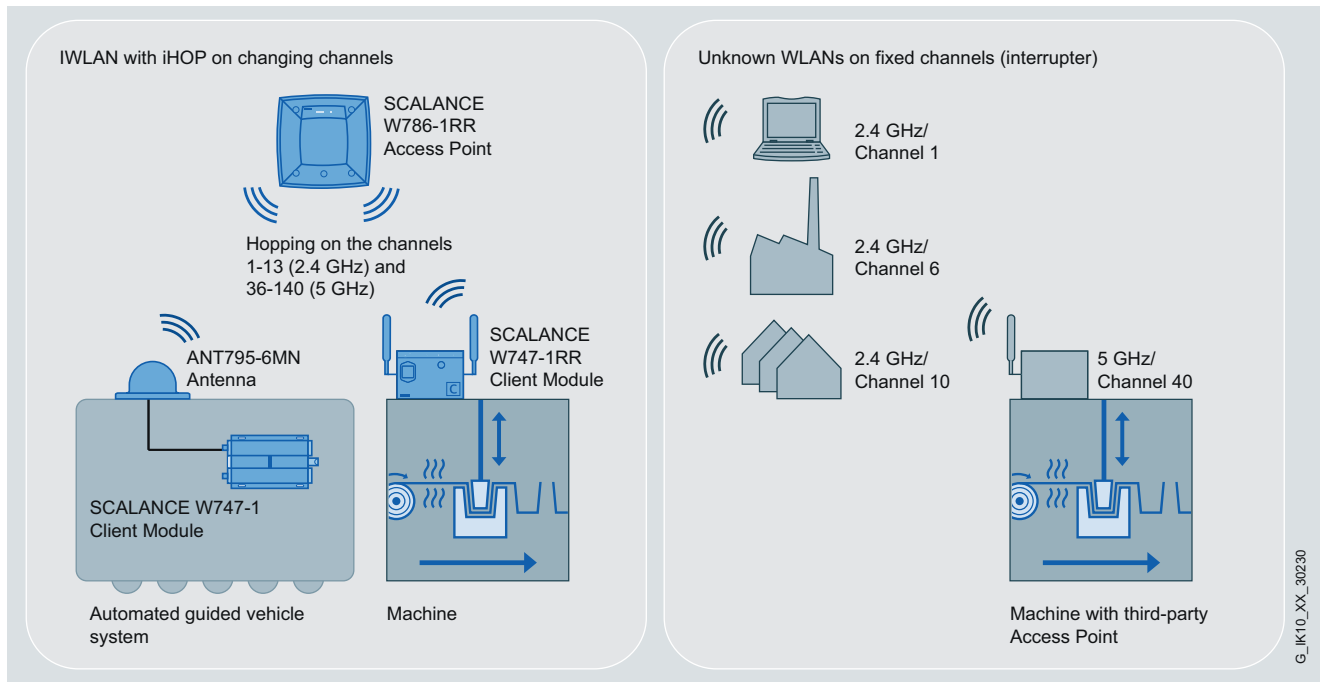 IWLAN with iHOP on changing channels
SCALANCE
W786-1RR
Access Point
Hopping on the channels
1-13 (2.4 GHz) and
36-140 (5 GHz)
ANT795-6MN
Antenna
SCALANCE
W747-1RR
Client Module
C
SCALANCE W747-1
Client Module
Automated guided vehicle
system
Machine
Unknown WLANs on fixed channels (interrupter)
2.4 GHz/
Channel 1
2.4 GHz/
Channel 6
2.4 GHz/
Channel 10
5 GHz/
Channel 40
Machine with third-party
Access Point
G_IK10_XX_30230